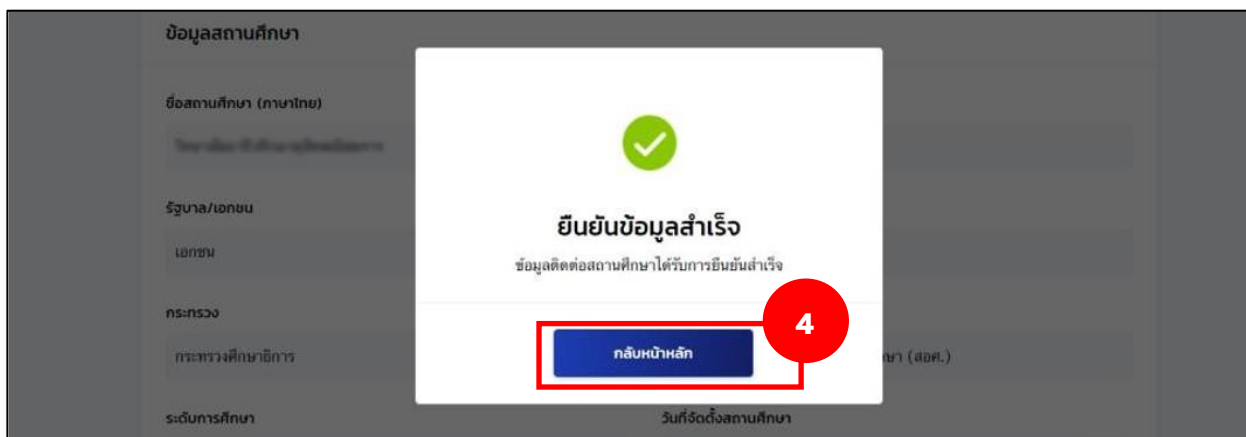 ข้อมูลสถานศึกษา
ชื่อสถานศึกษา (ภาษาไทย)
รัฐบาล/เอกชน
เอกชน
กระทรวง
กระทรวงศึกษาธิการ
ษา (สอศ.)
ระดับการศึกษา
วันที่จัดตั้งสถานศึกษา
ยืนยันข้อมูลสำเร็จ
ข้อมูลติดต่อสถานศึกษาได้รับการยืนยันสำเร็จ
กลับหน้าหลัก
4